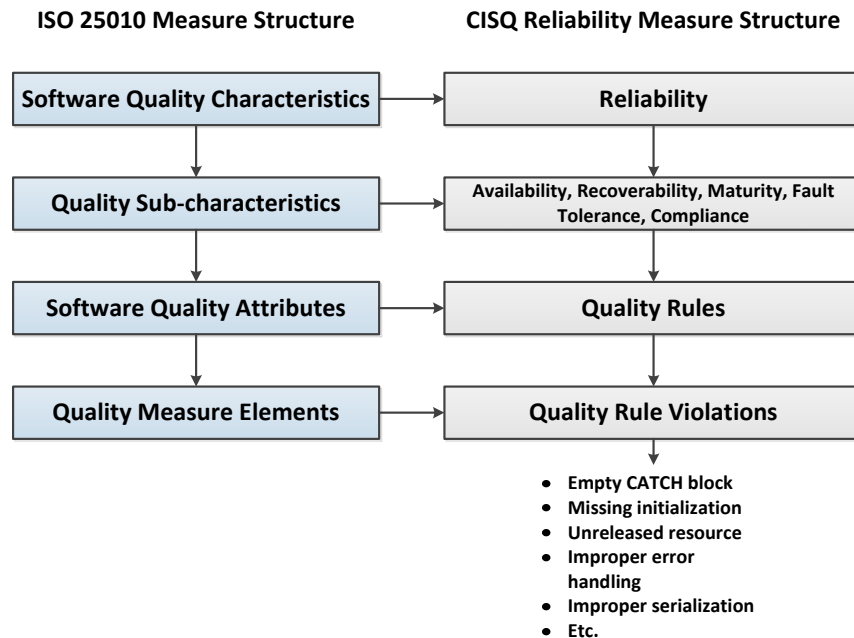 ISO 25010 Measure Structure
CISQ Reliability Measure Structure
Software Quality Characteristics
Reliability
Quality Sub-characteristics
Availability, Recoverability, Maturity, Fault
Tolerance, Compliance
Software Quality Attributes
Quality Rules
Quality Measure Elements
Quality Rule Violations
• Empty CATCH block
• Missing initialization
• Unreleased resource
• Improper error
handling
• Improper serialization
• Etc.